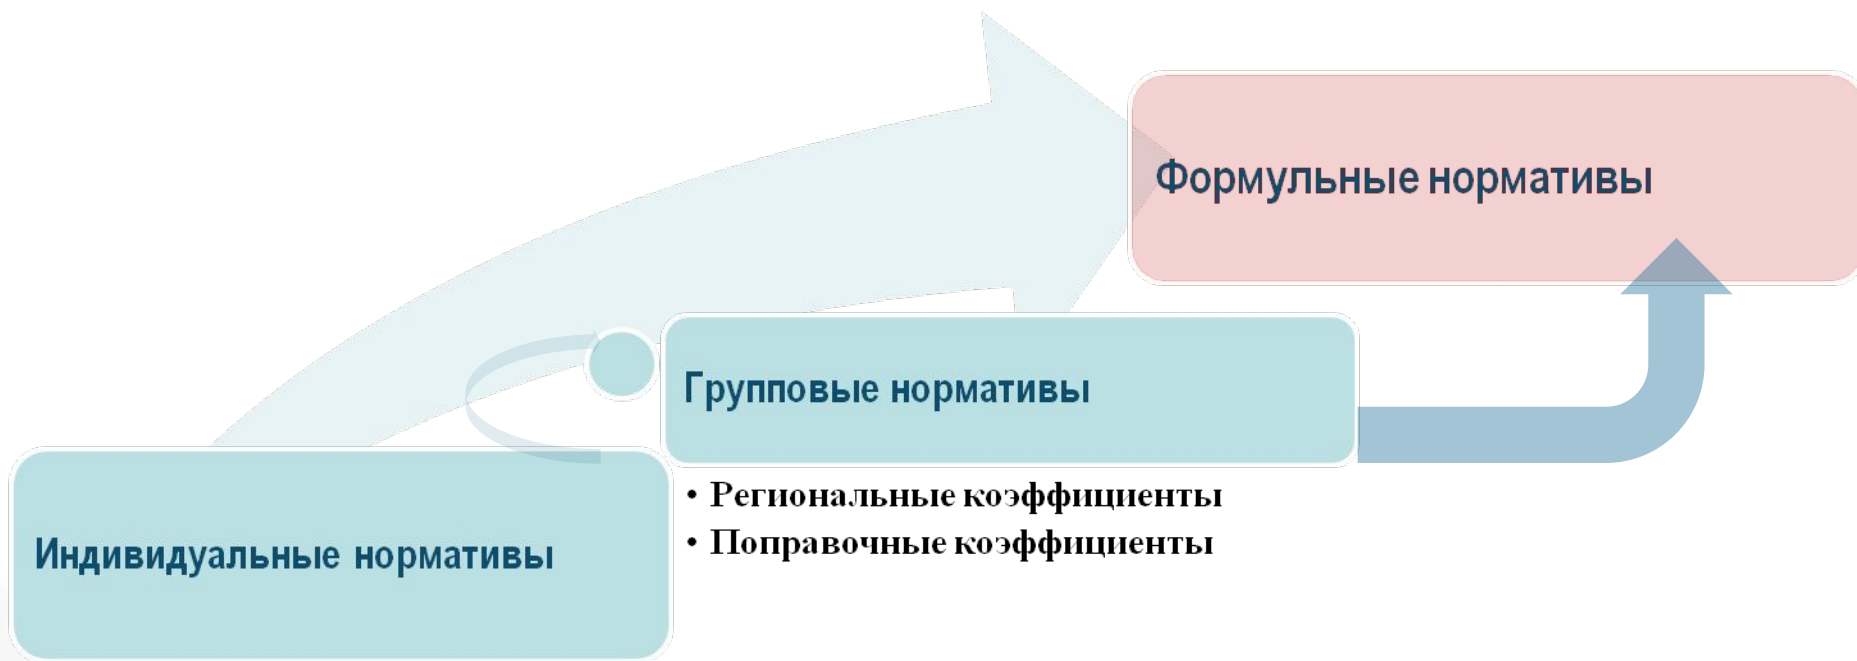 Формульные нормативы
Групповые нормативы
• Региональные коэффициенты
• Поправочные коэффициенты
Индивидуальные нормативы